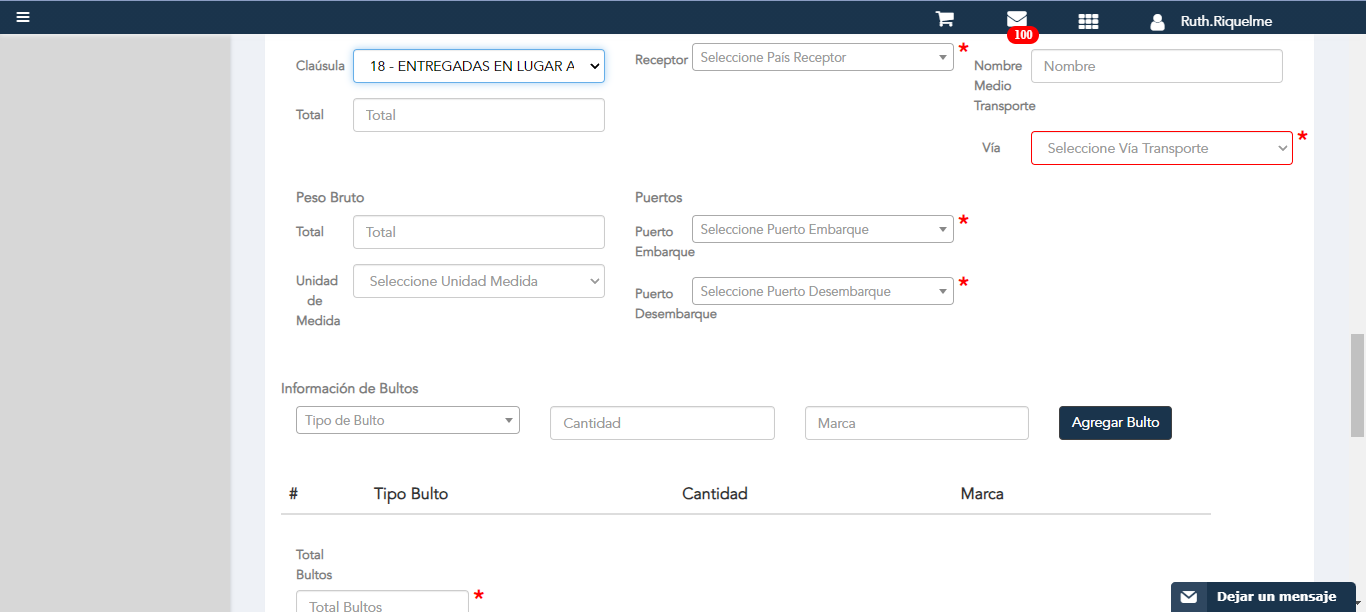 100
Ruth.Riquelme
Claúsula
18 - ENTREGADAS EN LUGAR A
Receptor
Seleccione País Receptor
*
Nombre
Medio
Transporte
Nombre
Total
Total
Vía
Seleccione Vía Transporte
*
Peso Bruto
Puertos
Total
Total
Puerto
Embarque
Seleccione Puerto Embarque
*
Unidad
de
Medida
Seleccione Unidad Medida
Puerto
Desembarque
Seleccione Puerto Desembarque
*
Información de Bultos
Tipo de Bulto
Cantidad
Marca
Agregar Bulto
# Tipo Bulto Cantidad Marca
Total
Bultos
Total Bultos
*
Dejar un mensaje